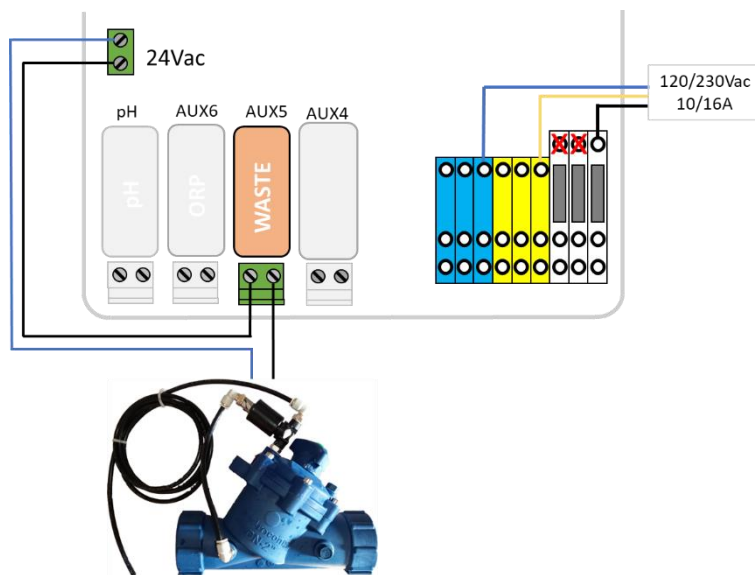 24Vac
120/230Vac
10/16A
pH
AUX6
AUX5
AUX4
pH
ORP
WASTE